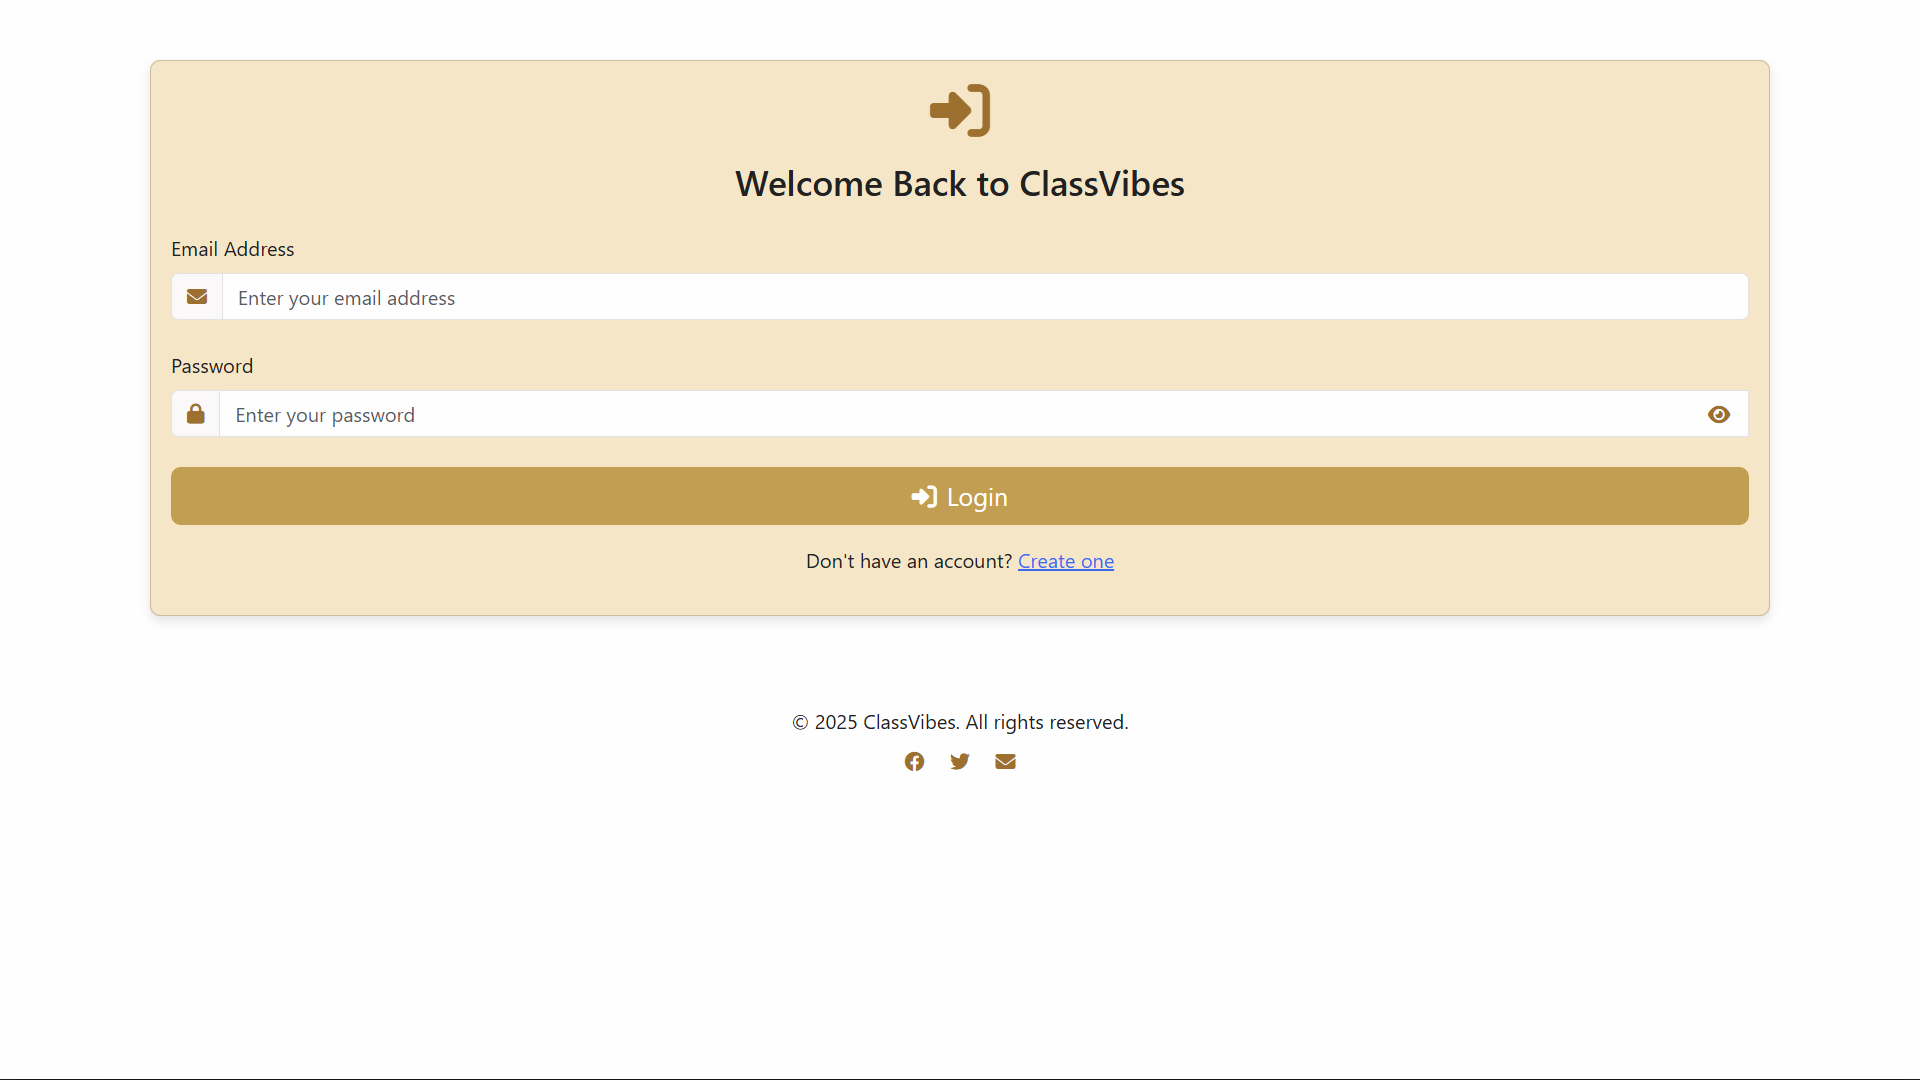 Welcome Back to ClassVibes
Email Address
Enter your email address
Password
Enter your password
Login
Don't have an account? Create one
© 2025 ClassVibes. All rights reserved.